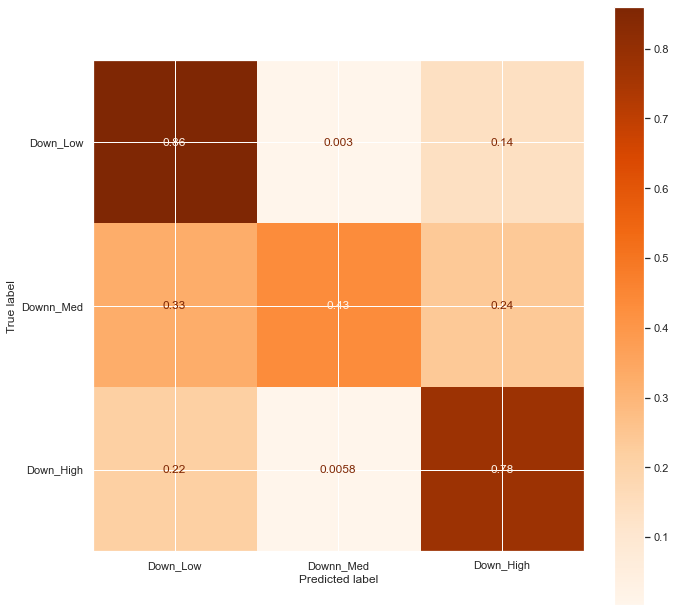 0.8
0.7
0.6
0.5
0.4
0.3
0.2
0.1
True label
Down_Low 0.86 0.003 0.14
Downn_Med 0.33 0.43 0.24
Down_High 0.22 0.0058 0.78
Down_Low Downn_Med Down_High
Predicted label